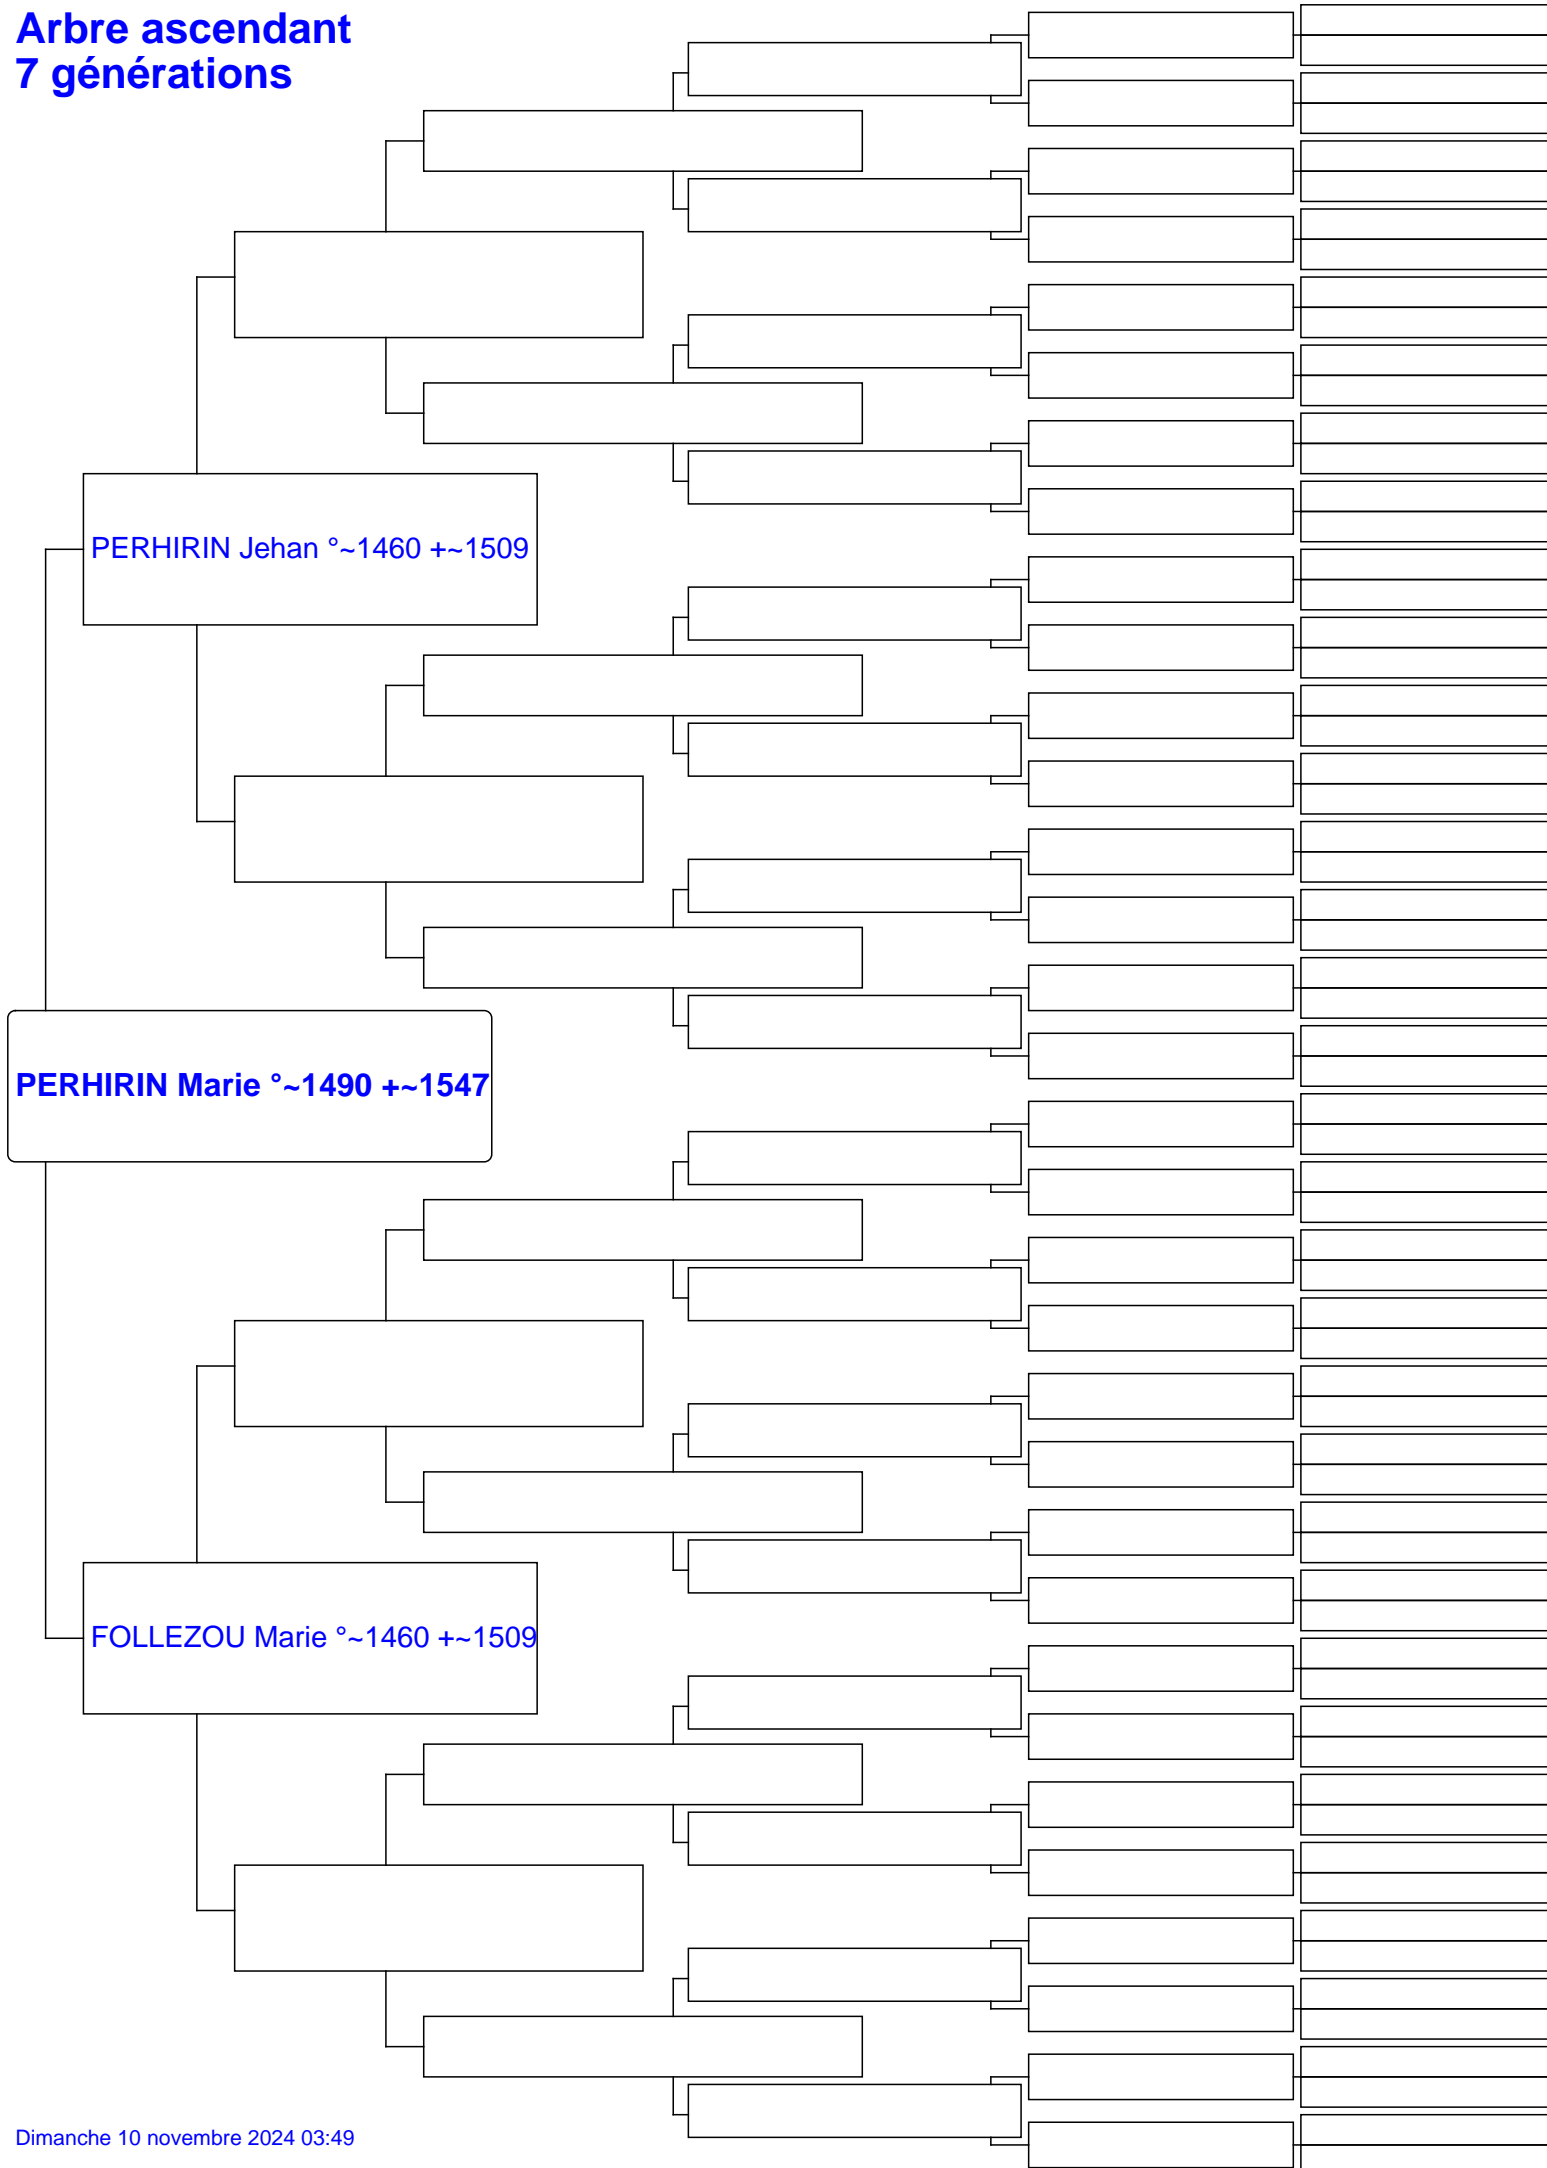 Arbre ascendant
7 générations
PERHIRIN Jehan °~1460 +~1509
PERHIRIN Marie °~1490 +~1547
FOLLEZOU Marie °~1460 +~1509
Dimanche 10 novembre 2024 03:49